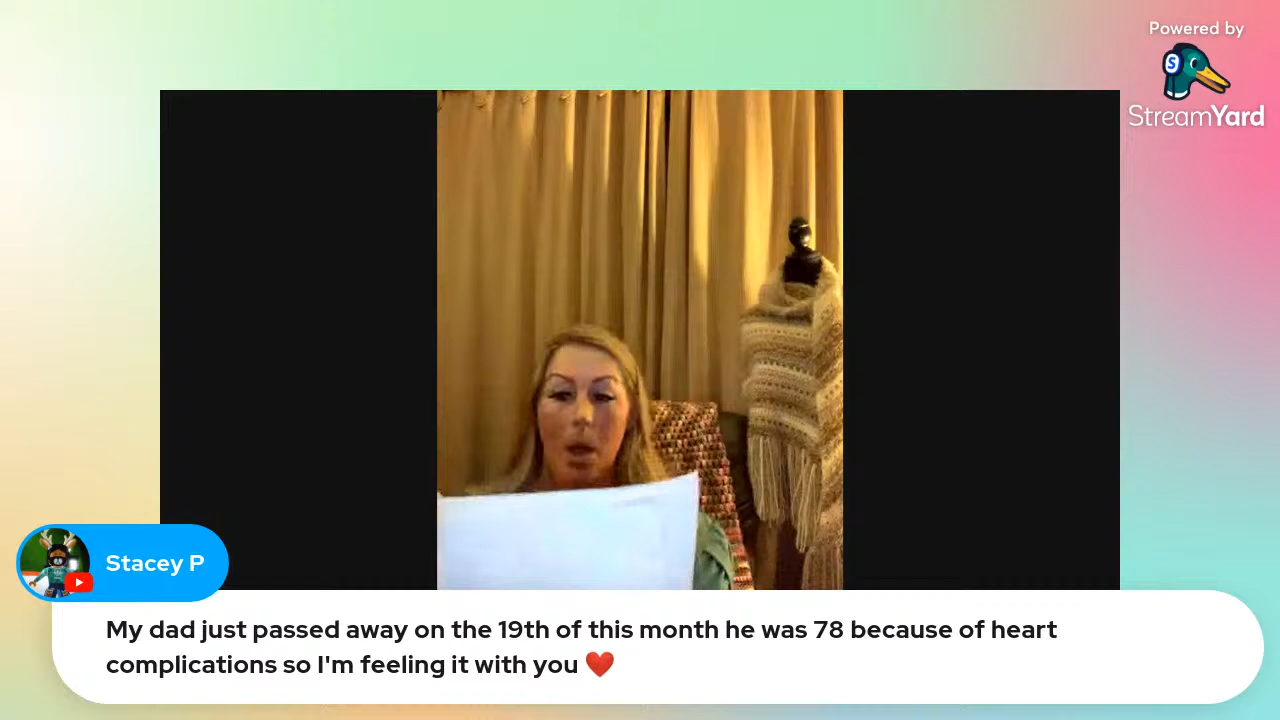 Powered by
StreamYard
Stacey P
My dad just passed away on the 19th of this month he was 78 because of heart
complications so I'm feeling it with you ❤️